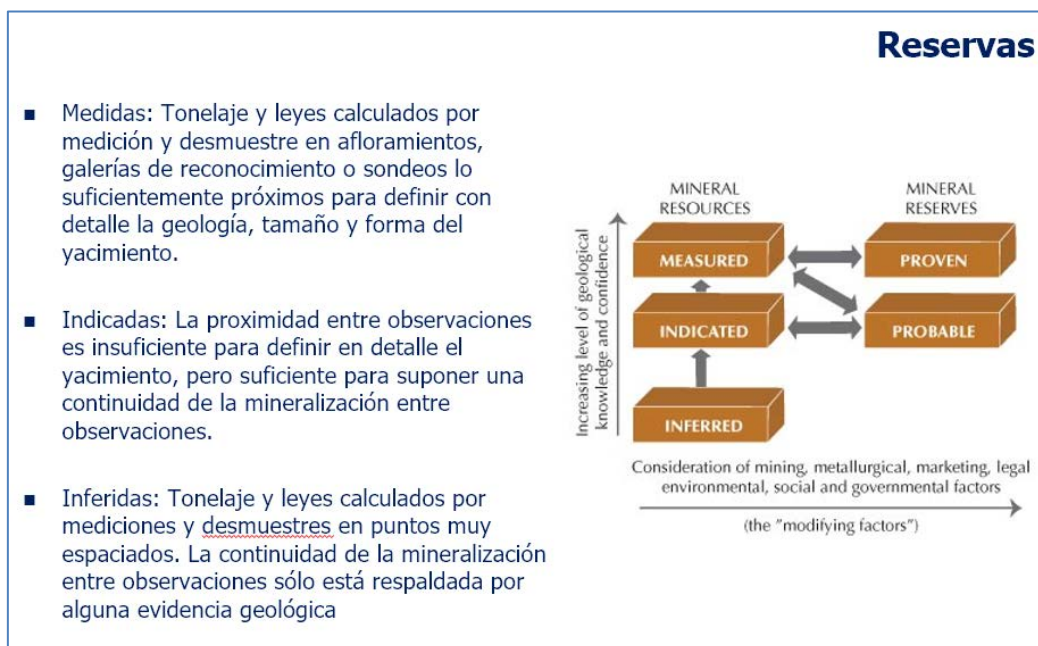 Reservas
■ Medidas: Tonelaje y leyes calculados por
medición y desmuestre en afloramientos,
galerías de reconocimiento o sondeos lo
suficientemente próximos para definir con
detalle la geología, tamaño y forma del
yacimiento.
■ Indicadas: La proximidad entre observaciones
es insuficiente para definir en detalle el
yacimiento, pero suficiente para suponer una
continuidad de la mineralización entre
observaciones.
■ Inferidas: Tonelaje y leyes calculados por
mediciones y desmuestres en puntos muy
espaciados. La continuidad de la mineralización
entre observaciones sólo está respaldada por
alguna evidencia geológica
MINERAL
RESOURCES
MINERAL
RESERVES
Increasing level of geological
knowledge and confidence
MEASURED
PROVEN
INDICATED
PROBABLE
INFERRED
Consideration of mining, metallurgical, marketing, legal
environmental, social and governmental factors
(the "modifying factors")